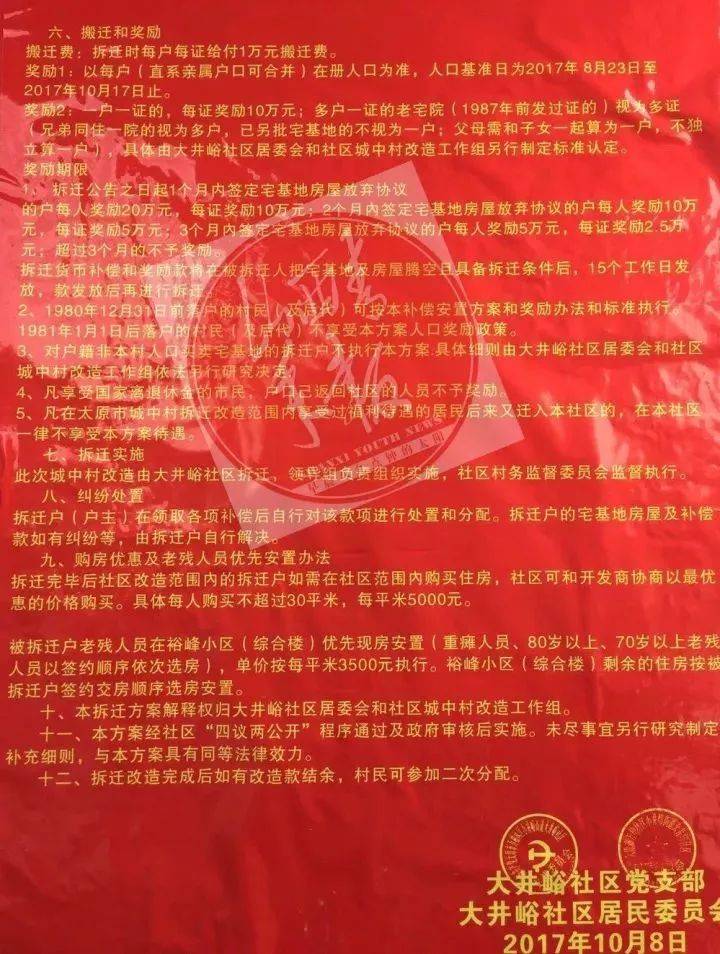 六、搬迁和奖励
搬迁费：拆迁时每户每证给付1万元搬迁费。
奖励1：以每户（直系亲属户口可合并）在册人口为准，人口基准日为2017年 8月23日至
2017年10月17日止。
奖励2：一户一证的，每证奖励10万元；多户一证的老宅院（1987年前发过证的）视为多证
（兄弟同住一院的视为多户，已另批宅基地的不视为一户；父母需和子女一起算为一户，不独
立算一户），具体由大井峪社区居委会和社区城中村改造工作组另行制定标准认定。
奖励期限
1、拆迁公告之日起1个月内签定宅基地房屋放弃协议
的户每人奖励20万元，每证奖励10万元；2个月内签定宅基地房屋放弃协议的户每人奖励10万
元，每证奖励5万元；3个月内签定宅基地房屋放弃协议的户每人奖励5万元，每证奖励2.5万
元；超过3个月的不予奖励。
拆迁货币补偿和奖励款将在被拆迁人把宅基地及房屋腾空且具备拆迁条件后，15个工作日发
放，款发放后再进行拆迁
2、1980年12月31日前落户的村民（及后代）可按本补偿安置方案和奖励办法和标准执行。
1981年1月1日后落户的村民（及后代）不享受本方案人口奖励政策。
3、对户籍非本村人口买卖宅基地的拆迁户不执行本方案,具体细则由大井峪社区居委会和社区
城中村改造工作组依法另行研究决定。
4、凡享受国家离退休金的市民，户口已返回社区的人员不予奖励。
5、凡在太原市城中村拆迁改造范围内享受过福利待遇的居民后来又迁入本社区的，在本社区
一律不享受本方案待遇。
七、拆迁实施
此次城中村改造由大井峪社区拆迁，领导组负责组织实施，社区村务监督委员会监督执行。
八、纠纷处置
拆迁户（户主）在领取各项补偿后自行对该款项进行处置和分配。拆迁户的宅基地房屋及补偿
款如有纠纷等，由拆迁户自行解决。
九、购房优惠及老残人员优先安置办法
拆迁完毕后社区改造范围内的拆迁户如需在社区范围内购买住房，社区可和开发商协商以最优
惠的价格购买。具体每人购买不超过30平米，每平米5000元。
被拆迁户老残人员在裕峰小区（综合楼）优先现房安置（重瘫人员、80岁以上、70岁以上老残
人员以签约顺序依次选房），单价按每平米3500元执行。裕峰小区（综合楼）剩余的住房按被
拆迁户签约交房顺序选房安置。
十、本拆迁方案解释权归大井峪社区居委会和社区城中村改造工作组。
十一、本方案经社区“四议两公开”程序通过及政府审核后实施。未尽事宜另行研究制定
补充细则，与本方案具有同等法律效力。
十二、拆迁改造完成后如有改造款结余，村民可参加二次分配。
大井峪社区党支部
大井峪社区居民委员会
2017年10月8日